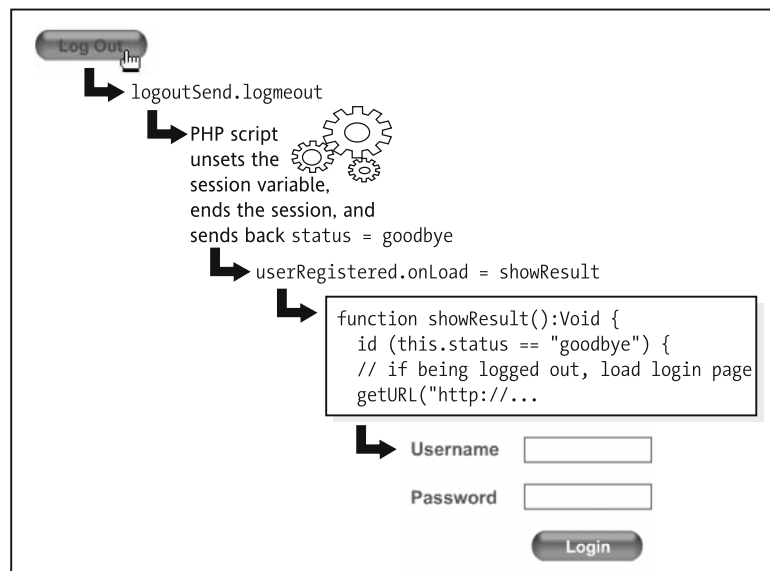 Log Out
logoutSend.logmeout
PHP script
unsets the
session variable,
ends the session, and
sends back status = goodbye
userRegistered.onLoad = showResult
function showResult():Void {
id (this.status == "goodbye") {
// if being logged out, load login page
getURL("http://...
Username
Password
Login